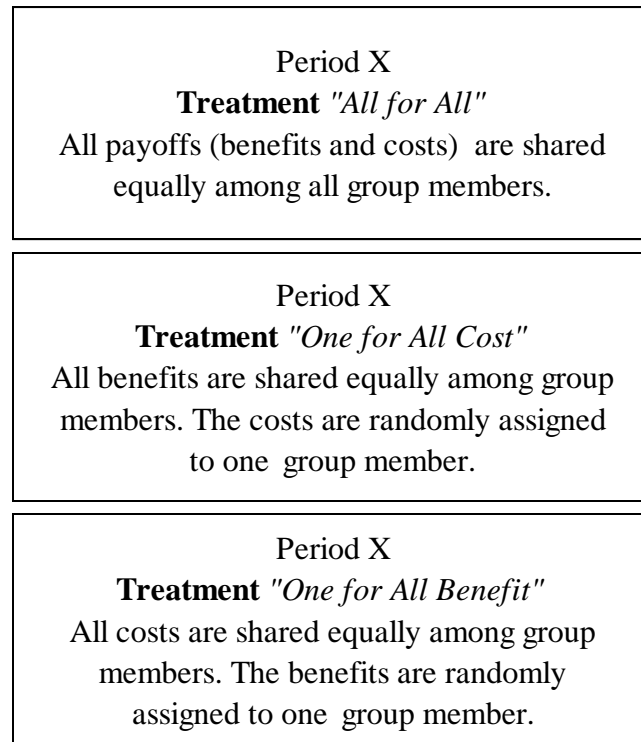 Period X
Treatment "All for All"
All payoffs (benefits and costs) are shared
equally among all group members.
Period X
Treatment "One for All Cost"
All benefits are shared equally among group
members. The costs are randomly assigned
to one group member.
Period X
Treatment "One for All Benefit"
All costs are shared equally among group
members. The benefits are randomly
assigned to one group member.